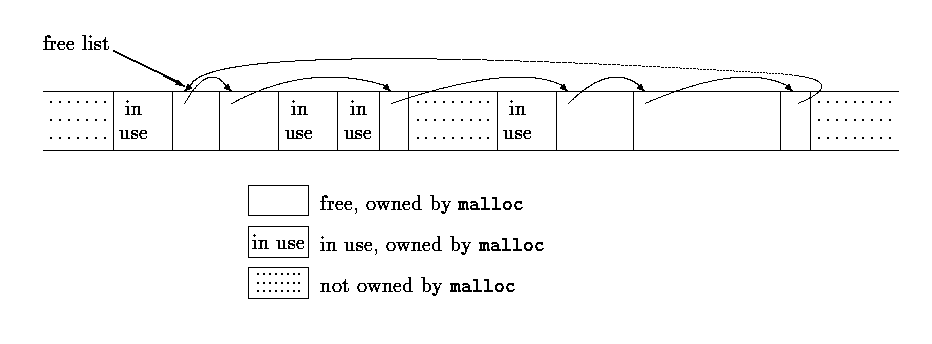 free list
in
use
in
use
in
use
in
use
free, owned by malloc
in use
in use, owned by malloc
not owned by malloc